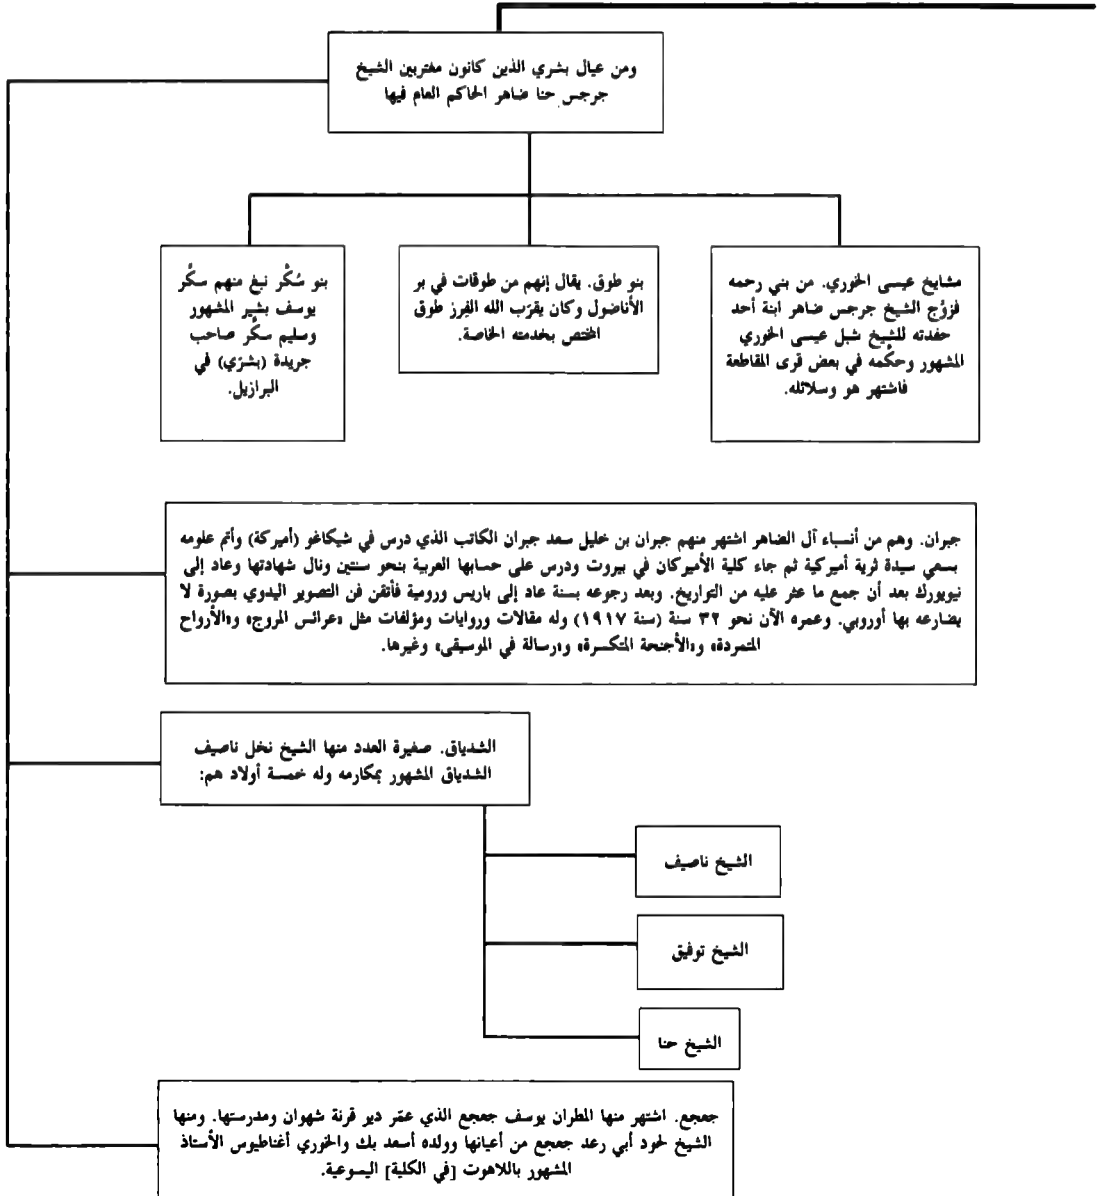 ومن عيال بشري الذين كانون مغتربين الشيخ
جرجس حنا ضاهر الحاكم العام فيها
مشايخ عيسى الخوري. من بني رحمه
فزوّج الشيخ جرجس ضاهر ابنة أحد
حفدته للشيخ شبل عيسى الخوري
المشهور وحكّمه في بعض قرى المقاطعة
فاشتهر هو وسلائله.
بنو طوق. يقال إنهم من طوقات في بر
الأناضول وكان يقرّب الله الفِرز طوق
المختص بخدمته الخاصة.
بنو سُكَّر نبغ منهم سكَّر
يوسف بشير المشهور
وسليم سكَّر صاحب
جريدة (بشرّي) في
البرازيل.
جبران. وهم من أنسباء آل الضاهر اشتهر منهم جبران بن خليل سعد جبران الكاتب الذي درس في شيكاغو (أميركة) وأتم علومه
بسعي سيدة ثرية أميركية ثم جاء كلية الأميركان في بيروت ودرس على حسابها العربية بنحو سنتين ونال شهادتها وعاد إلى
نيويورك بعد أن جمع ما عثر عليه من التواريخ. وبعد رجوعه بسنة عاد إلى باريس ورومية فأتقن فن التصوير اليدوي بصورة لا
يضارعه بها أوروبي. وعمره الآن نحو ٣٢ سنة (سنة ١٩١٧) وله مقالات وروايات ومؤلفات مثل «عرائس المروج» و«الأرواح
المتمردة» و«الأجنحة المتكسرة» و«رسالة في الموسيقى» وغيرها.
الشدياق. صغيرة العدد منها الشيخ نخل ناصيف
الشدياق المشهور بمكارمه وله خمسة أولاد هم:
الشيخ ناصيف
الشيخ توفيق
الشيخ حنا
جعجع. اشتهر منها المطران يوسف جعجع الذي عمّر دير قرنة شهوان ومدرستها. ومنها
الشيخ لحود أبي رعد جعجع من أعيانها وولده أسعد بك والخوري أغناطيوس الأستاذ
المشهور باللاهوت [في الكلية] اليسوعية.